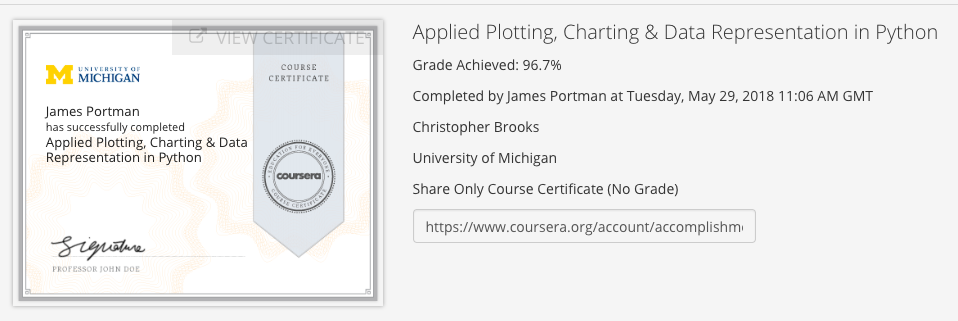 VIEW CERTIFICATE
UNIVERSITY OF
MICHIGAN
COURSE
CERTIFICATE
James Portman
has successfully completed
Applied Plotting, Charting & Data
Representation in Python
EDUCATION FOR EVERYONE
coursera
COURSE CERTIFICATE
Signature
PROFESSOR JOHN DOE
Applied Plotting, Charting & Data Representation in Python
Grade Achieved: 96.7%
Completed by James Portman at Tuesday, May 29, 2018 11:06 AM GMT
Christopher Brooks
University of Michigan
Share Only Course Certificate (No Grade)
https://www.coursera.org/account/accomplishm